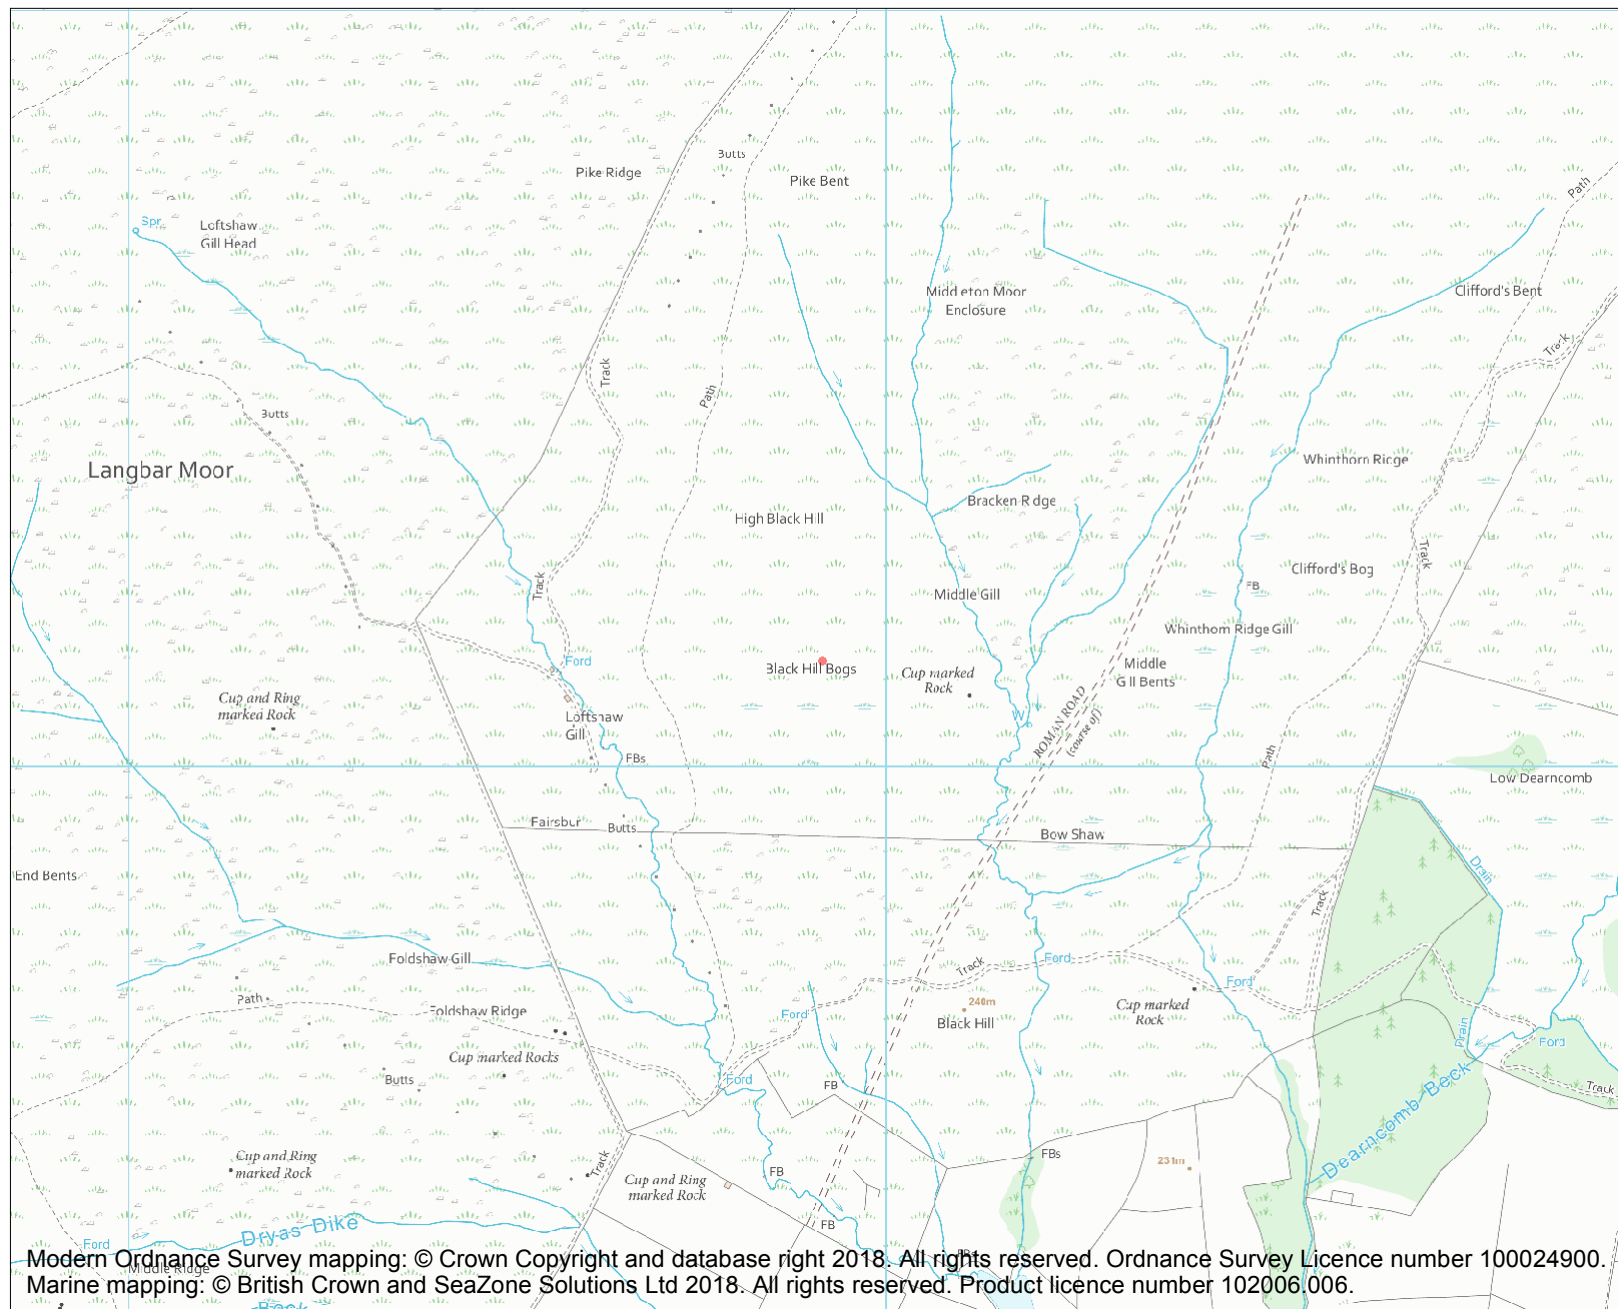 Butts
Pike Ridge
Pike Bent
Path
Spr
Loftshaw
Gill Head
Middleton Moor
Enclosure
Clifford's Bent
Track
Track
Path
Butts
Langbar Moor
Whinthorn Ridge
Bracken Ridge
High Black Hill
Track
Clifford's Bog
Track
FB
Middle Gill
Whinthorn Ridge Gill
Ford
Black Hill Bogs
Cup marked
Rock
Middle
Gill Bents
Cup and Ring
marked Rock
Loftshaw
Gill
W
ROMAN ROAD
(course of)
FBs
Path
Low Dearncomb
Fairsbur
Butts
Bow Shaw
End Bents
Drain
Track
Foldshaw Gill
Track
Ford
Ford
Path
240m
Cup marked
Rock
Foldshaw Ridge
Ford
Black Hill
Drain
Ford
Cup marked Rocks
Butts
Ford
FB
Track
Dearncomb Beck
Cup and Ring
marked Rock
Track
Cup and Ring
marked Rock
FB
FBs
231m
FB
Dryas Dike
Ford
FBs
Modern Ordnance Survey mapping: © Crown Copyright and database right 2018. All rights reserved. Ordnance Survey Licence number 100024900.
Middle Ridge
Marine mapping: © British Crown and SeaZone Solutions Ltd 2018. All rights reserved. Product licence number 102006.006.
Beck